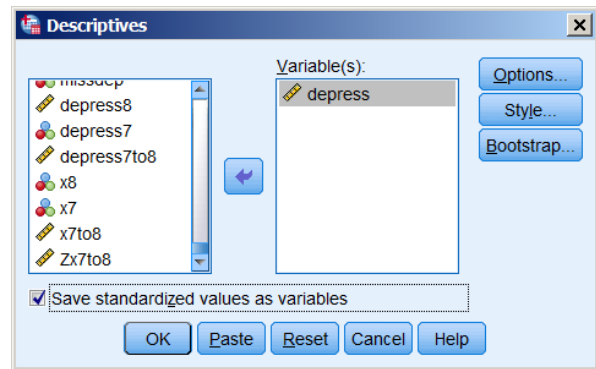 Descriptives
Variable(s):
missdep
depress8
depress7
depress7to8
x8
x7
x7to8
Zx7to8
depress
Options...
Style...
Bootstrap...
Save standardized values as variables
OK Paste Reset Cancel Help